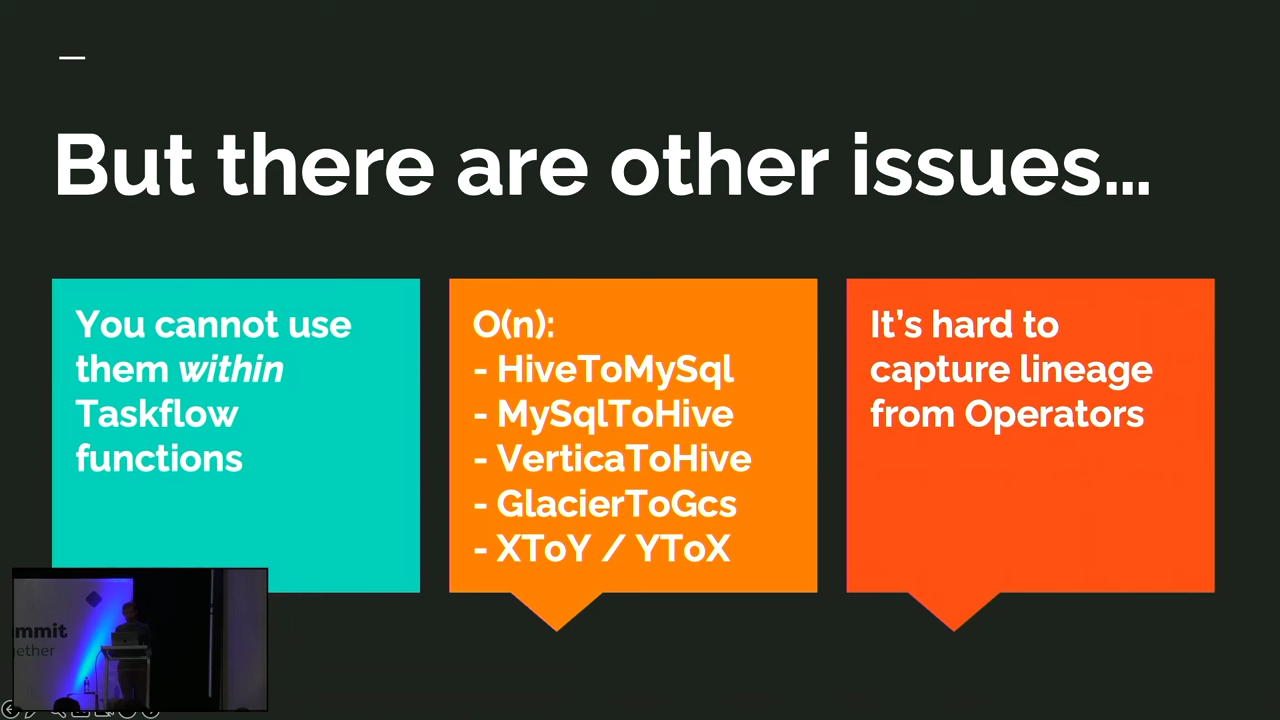 But there are other issues…
You cannot use
them within
Taskflow
functions
O(n):
- HiveToMySql
- MySqlToHive
- VerticaToHive
- GlacierToGcs
- XToY / YToX
It’s hard to
capture lineage
from Operators
mmit
ether